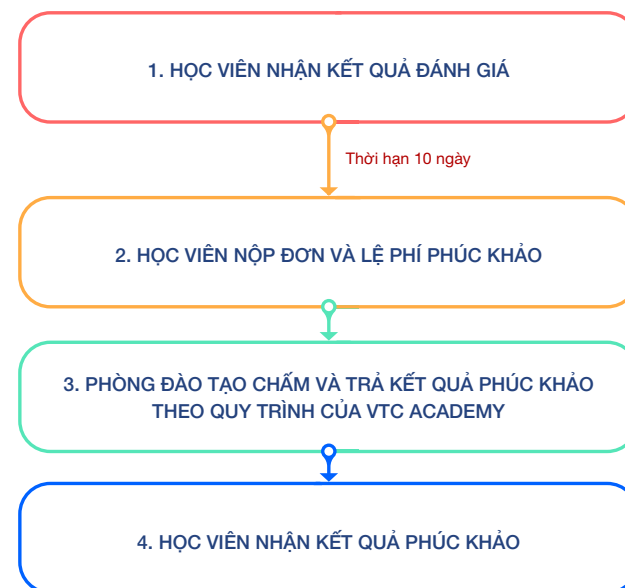 1. HỌC VIÊN NHẬN KẾT QUẢ ĐÁNH GIÁ
Thời hạn 10 ngày
2. HỌC VIÊN NỘP ĐƠN VÀ LỆ PHÍ PHÚC KHẢO
3. PHÒNG ĐÀO TẠO CHẤM VÀ TRẢ KẾT QUẢ PHÚC KHẢO
THEO QUY TRÌNH CỦA VTC ACADEMY
4. HỌC VIÊN NHẬN KẾT QUẢ PHÚC KHẢO